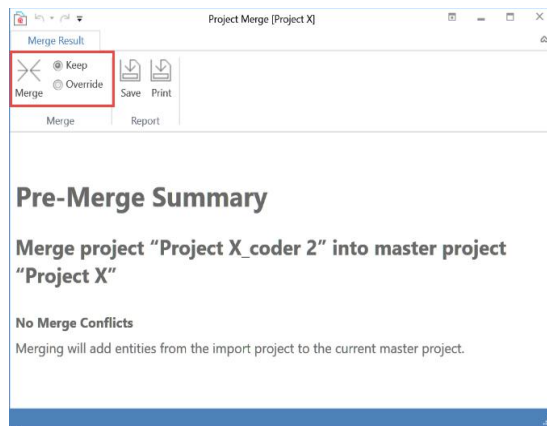 Project Merge [Project X]
Merge Result
Keep
Override
Merge
Save Print
Merge
Report
Pre-Merge Summary
Merge project “Project X_coder 2” into master project
“Project X”
No Merge Conflicts
Merging will add entities from the import project to the current master project.